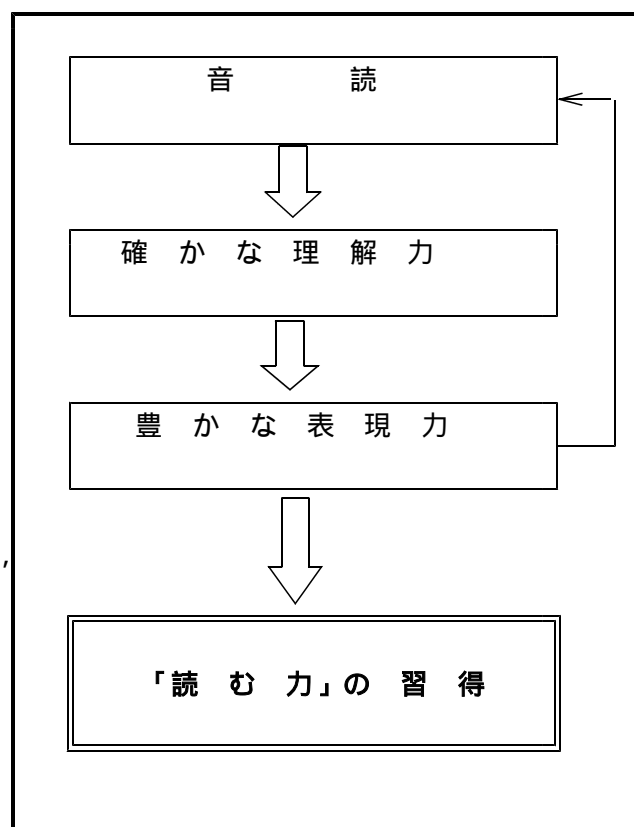 音 読
確 か な 理 解 力
豊 か な 表 現 力
,
「読 む 力」の 習 得